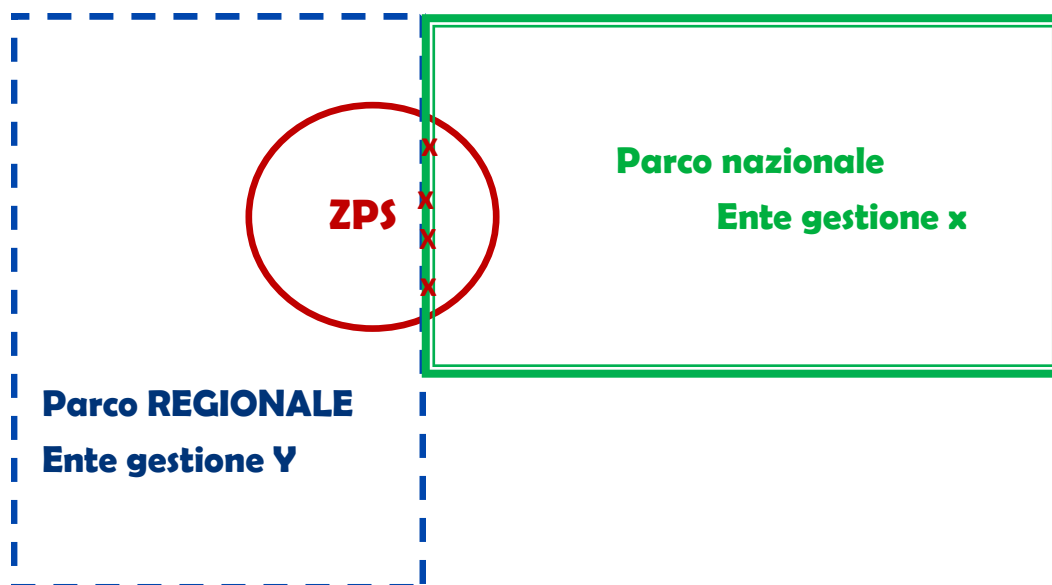 x
Parco nazionale
ZPS
x
Ente gestione x
x
x
Parco REGIONALE
Ente gestione Y